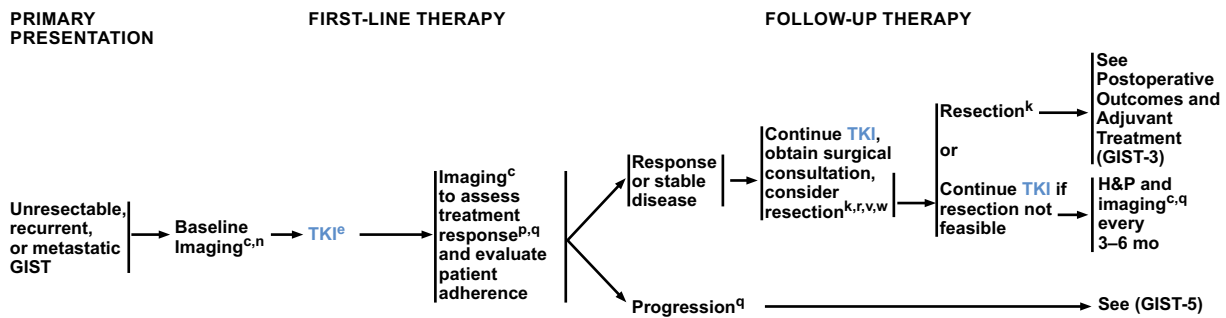 PRIMARY
PRESENTATION
FIRST-LINE THERAPY
FOLLOW-UP THERAPY
Unresectable,
recurrent,
or metastatic
GIST
Baseline
Imagingc,n
TKIe
Imagingc
to assess
treatment
responsep,q
and evaluate
patient
adherence
Response
or stable
disease
Continue TKI,
obtain surgical
consultation,
consider
resectionk,r,v,w
Resectionk
or
Continue TKI if
resection not
feasible
See
Postoperative
Outcomes and
Adjuvant
Treatment
(GIST-3)
H&P and
imagingc,q
every
3–6 mo
Progressionq
See (GIST-5)